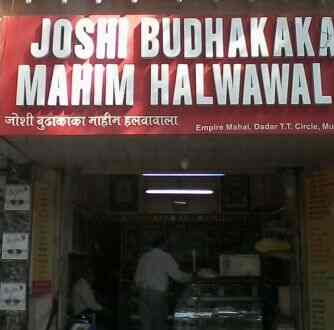 JOSHI BUDHAKAKA
MAHIM HALWAWAL
जोशी बुढाकाका माहीम हलवावाला
Empire Mahal, Dadar T.T. Circle, Mu